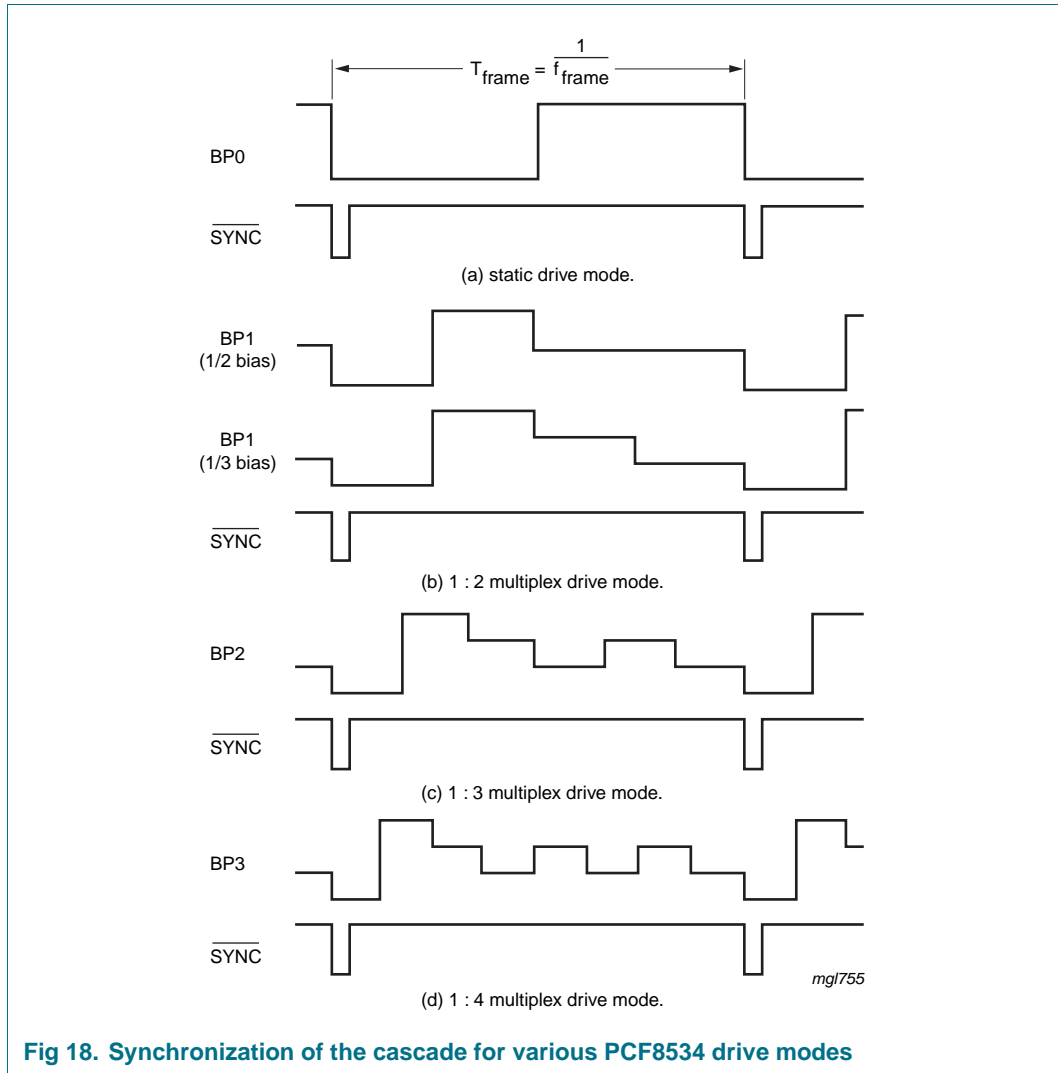 T_frame = 1 / f_frame
BP0
SYNC
(a) static drive mode.
BP1
(1/2 bias)
BP1
(1/3 bias)
SYNC
(b) 1 : 2 multiplex drive mode.
BP2
SYNC
(c) 1 : 3 multiplex drive mode.
BP3
SYNC
mgl755
(d) 1 : 4 multiplex drive mode.
Fig 18. Synchronization of the cascade for various PCF8534 drive modes